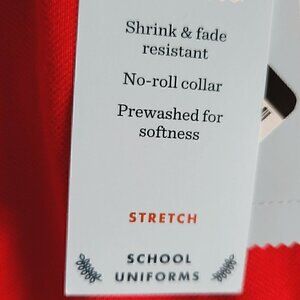 Shrink & fade
resistant
No-roll collar
Prewashed for
softness
STRETCH
SCHOOL
UNIFORMS